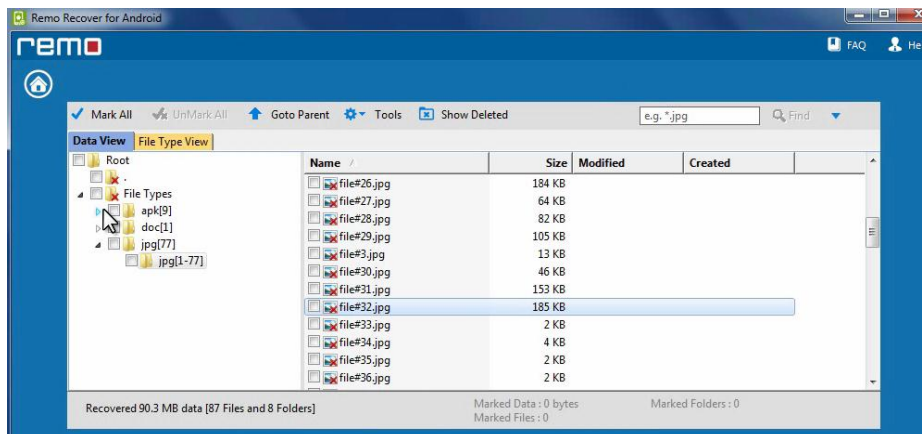 Remo Recover for Android
remo
FAQ
He
Mark All UnMark All Goto Parent Tools Show Deleted e.g. *.jpg Find
Data View File Type View
Root
.
File Types
apk[9]
doc[1]
jpg[77]
jpg[1-77]
Name Size Modified Created
file#26.jpg 184 KB
file#27.jpg 64 KB
file#28.jpg 82 KB
file#29.jpg 105 KB
file#3.jpg 13 KB
file#30.jpg 46 KB
file#31.jpg 153 KB
file#32.jpg 185 KB
file#33.jpg 2 KB
file#34.jpg 4 KB
file#35.jpg 2 KB
file#36.jpg 2 KB
Recovered 90.3 MB data [87 Files and 8 Folders]
Marked Data : 0 bytes Marked Folders : 0
Marked Files : 0